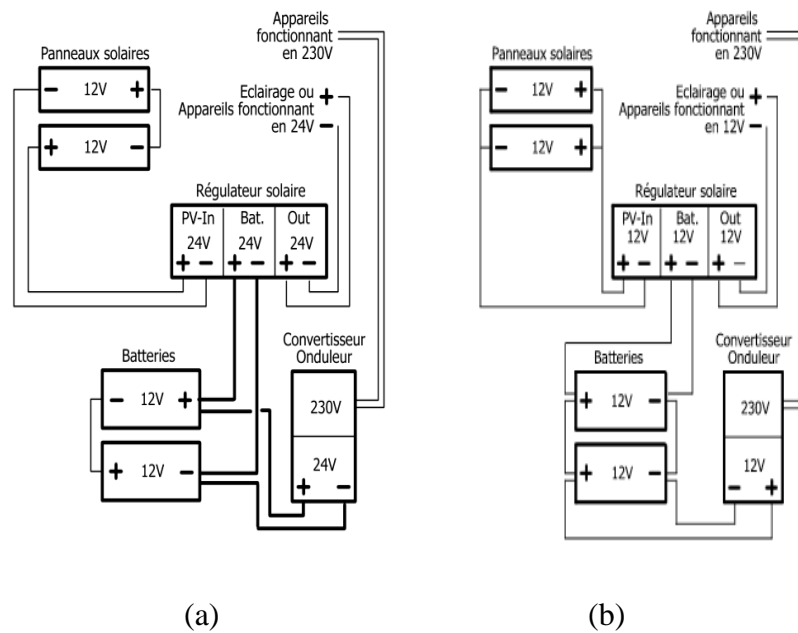 Appareils
fonctionnant
en 230V
Panneaux solaires
- 12V +
+ 12V -
Eclairage ou +
Appareils fonctionnant
en 24V -
Régulateur solaire
PV-In Bat. Out
24V 24V 24V
+ - + - + -
Batteries
- 12V +
+ 12V -
Convertisseur
Onduleur
230V
24V
+ -
(a)
Appareils
fonctionnant
en 230V
Panneaux solaires
- 12V +
- 12V +
Eclairage ou +
Appareils fonctionnant
en 12V -
Régulateur solaire
PV-In Bat. Out
12V 12V 12V
+ - + - + -
Batteries
+ 12V -
+ 12V -
Convertisseur
Onduleur
230V
12V
- +
(b)